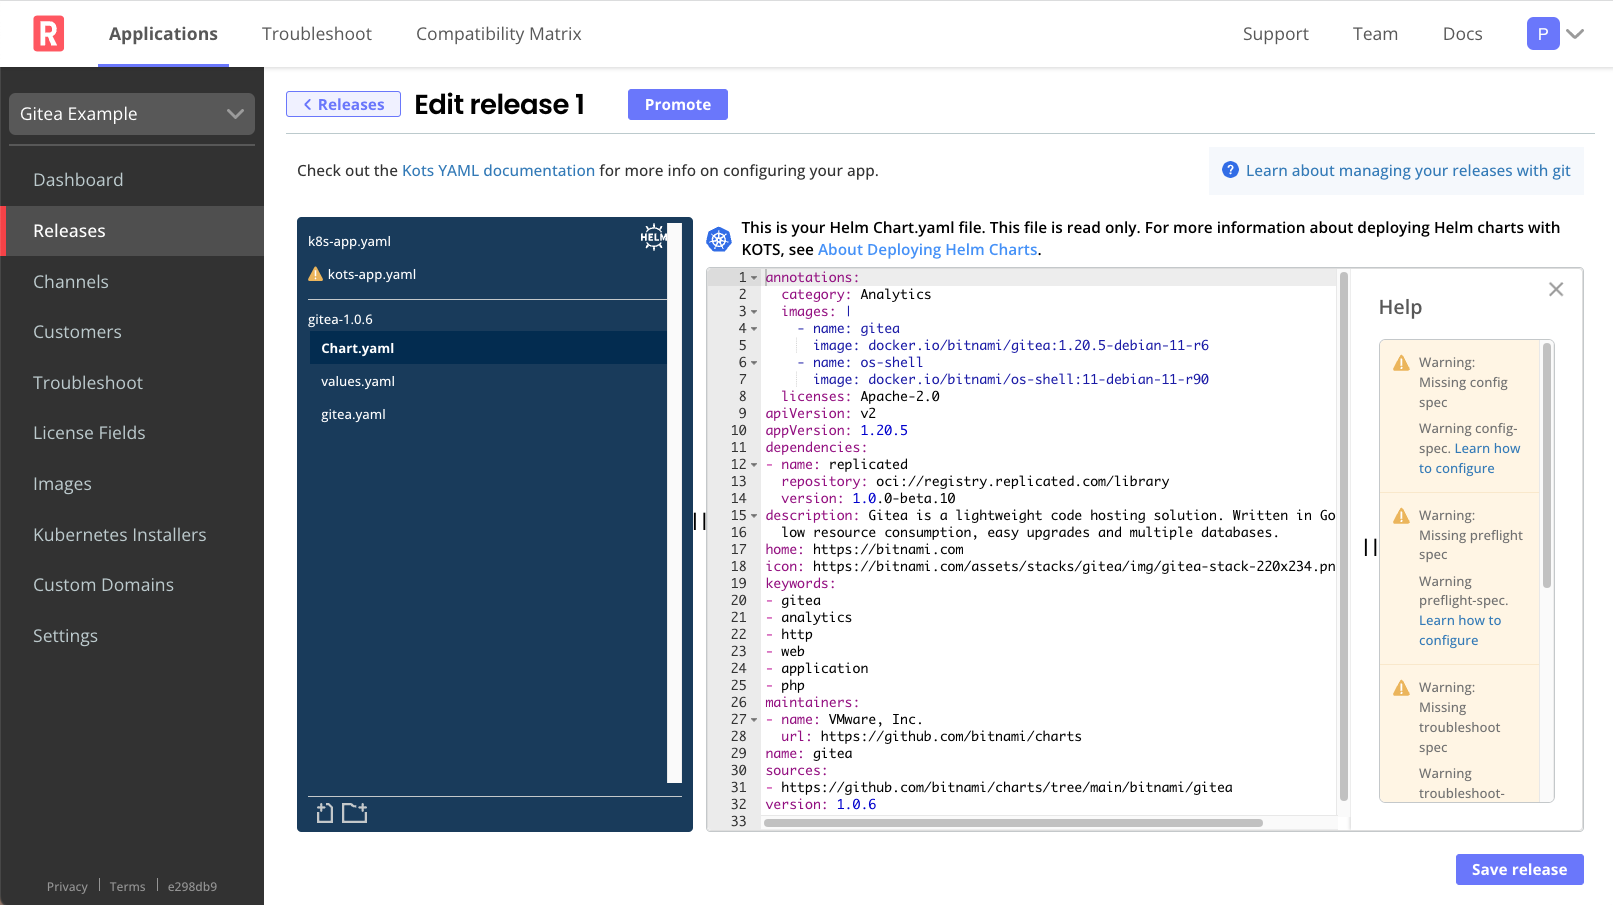 R
Applications
Troubleshoot
Compatibility Matrix
Support
Team
Docs
P
Gitea Example
Dashboard
Releases
Channels
Customers
Troubleshoot
License Fields
Images
Kubernetes Installers
Custom Domains
Settings
Privacy
Terms
e298db9
Releases
Edit release 1
Promote
Check out the Kots YAML documentation for more info on configuring your app.
Learn about managing your releases with git
k8s-app.yaml
HELM
kots-app.yaml
gitea-1.0.6
Chart.yaml
values.yaml
gitea.yaml
This is your Helm Chart.yaml file. This file is read only. For more information about deploying Helm charts with
KOTS, see About Deploying Helm Charts.
1 annotations:
2   category: Analytics
3   images: |
4     - name: gitea
5       image: docker.io/bitnami/gitea:1.20.5-debian-11-r6
6     - name: os-shell
7       image: docker.io/bitnami/os-shell:11-debian-11-r90
8   licenses: Apache-2.0
9 apiVersion: v2
10 appVersion: 1.20.5
11 dependencies:
12 - name: replicated
13   repository: oci://registry.replicated.com/library
14   version: 1.0.0-beta.10
15 description: Gitea is a lightweight code hosting solution. Written in Go
16   low resource consumption, easy upgrades and multiple databases.
17 home: https://bitnami.com
18 icon: https://bitnami.com/assets/stacks/gitea/img/gitea-stack-220x234.pn
19 keywords:
20 - gitea
21 - analytics
22 - http
23 - web
24 - application
25 - php
26 maintainers:
27 - name: VMware, Inc.
28   url: https://github.com/bitnami/charts
29 name: gitea
30 sources:
31 - https://github.com/bitnami/charts/tree/main/bitnami/gitea
32 version: 1.0.6
33
Help
Warning:
Missing config
spec
Warning config-
spec. Learn how
to configure
Warning:
Missing preflight
spec
Warning
preflight-spec.
Learn how to
configure
Warning:
Missing
troubleshoot
spec
Warning
troubleshoot-
Save release